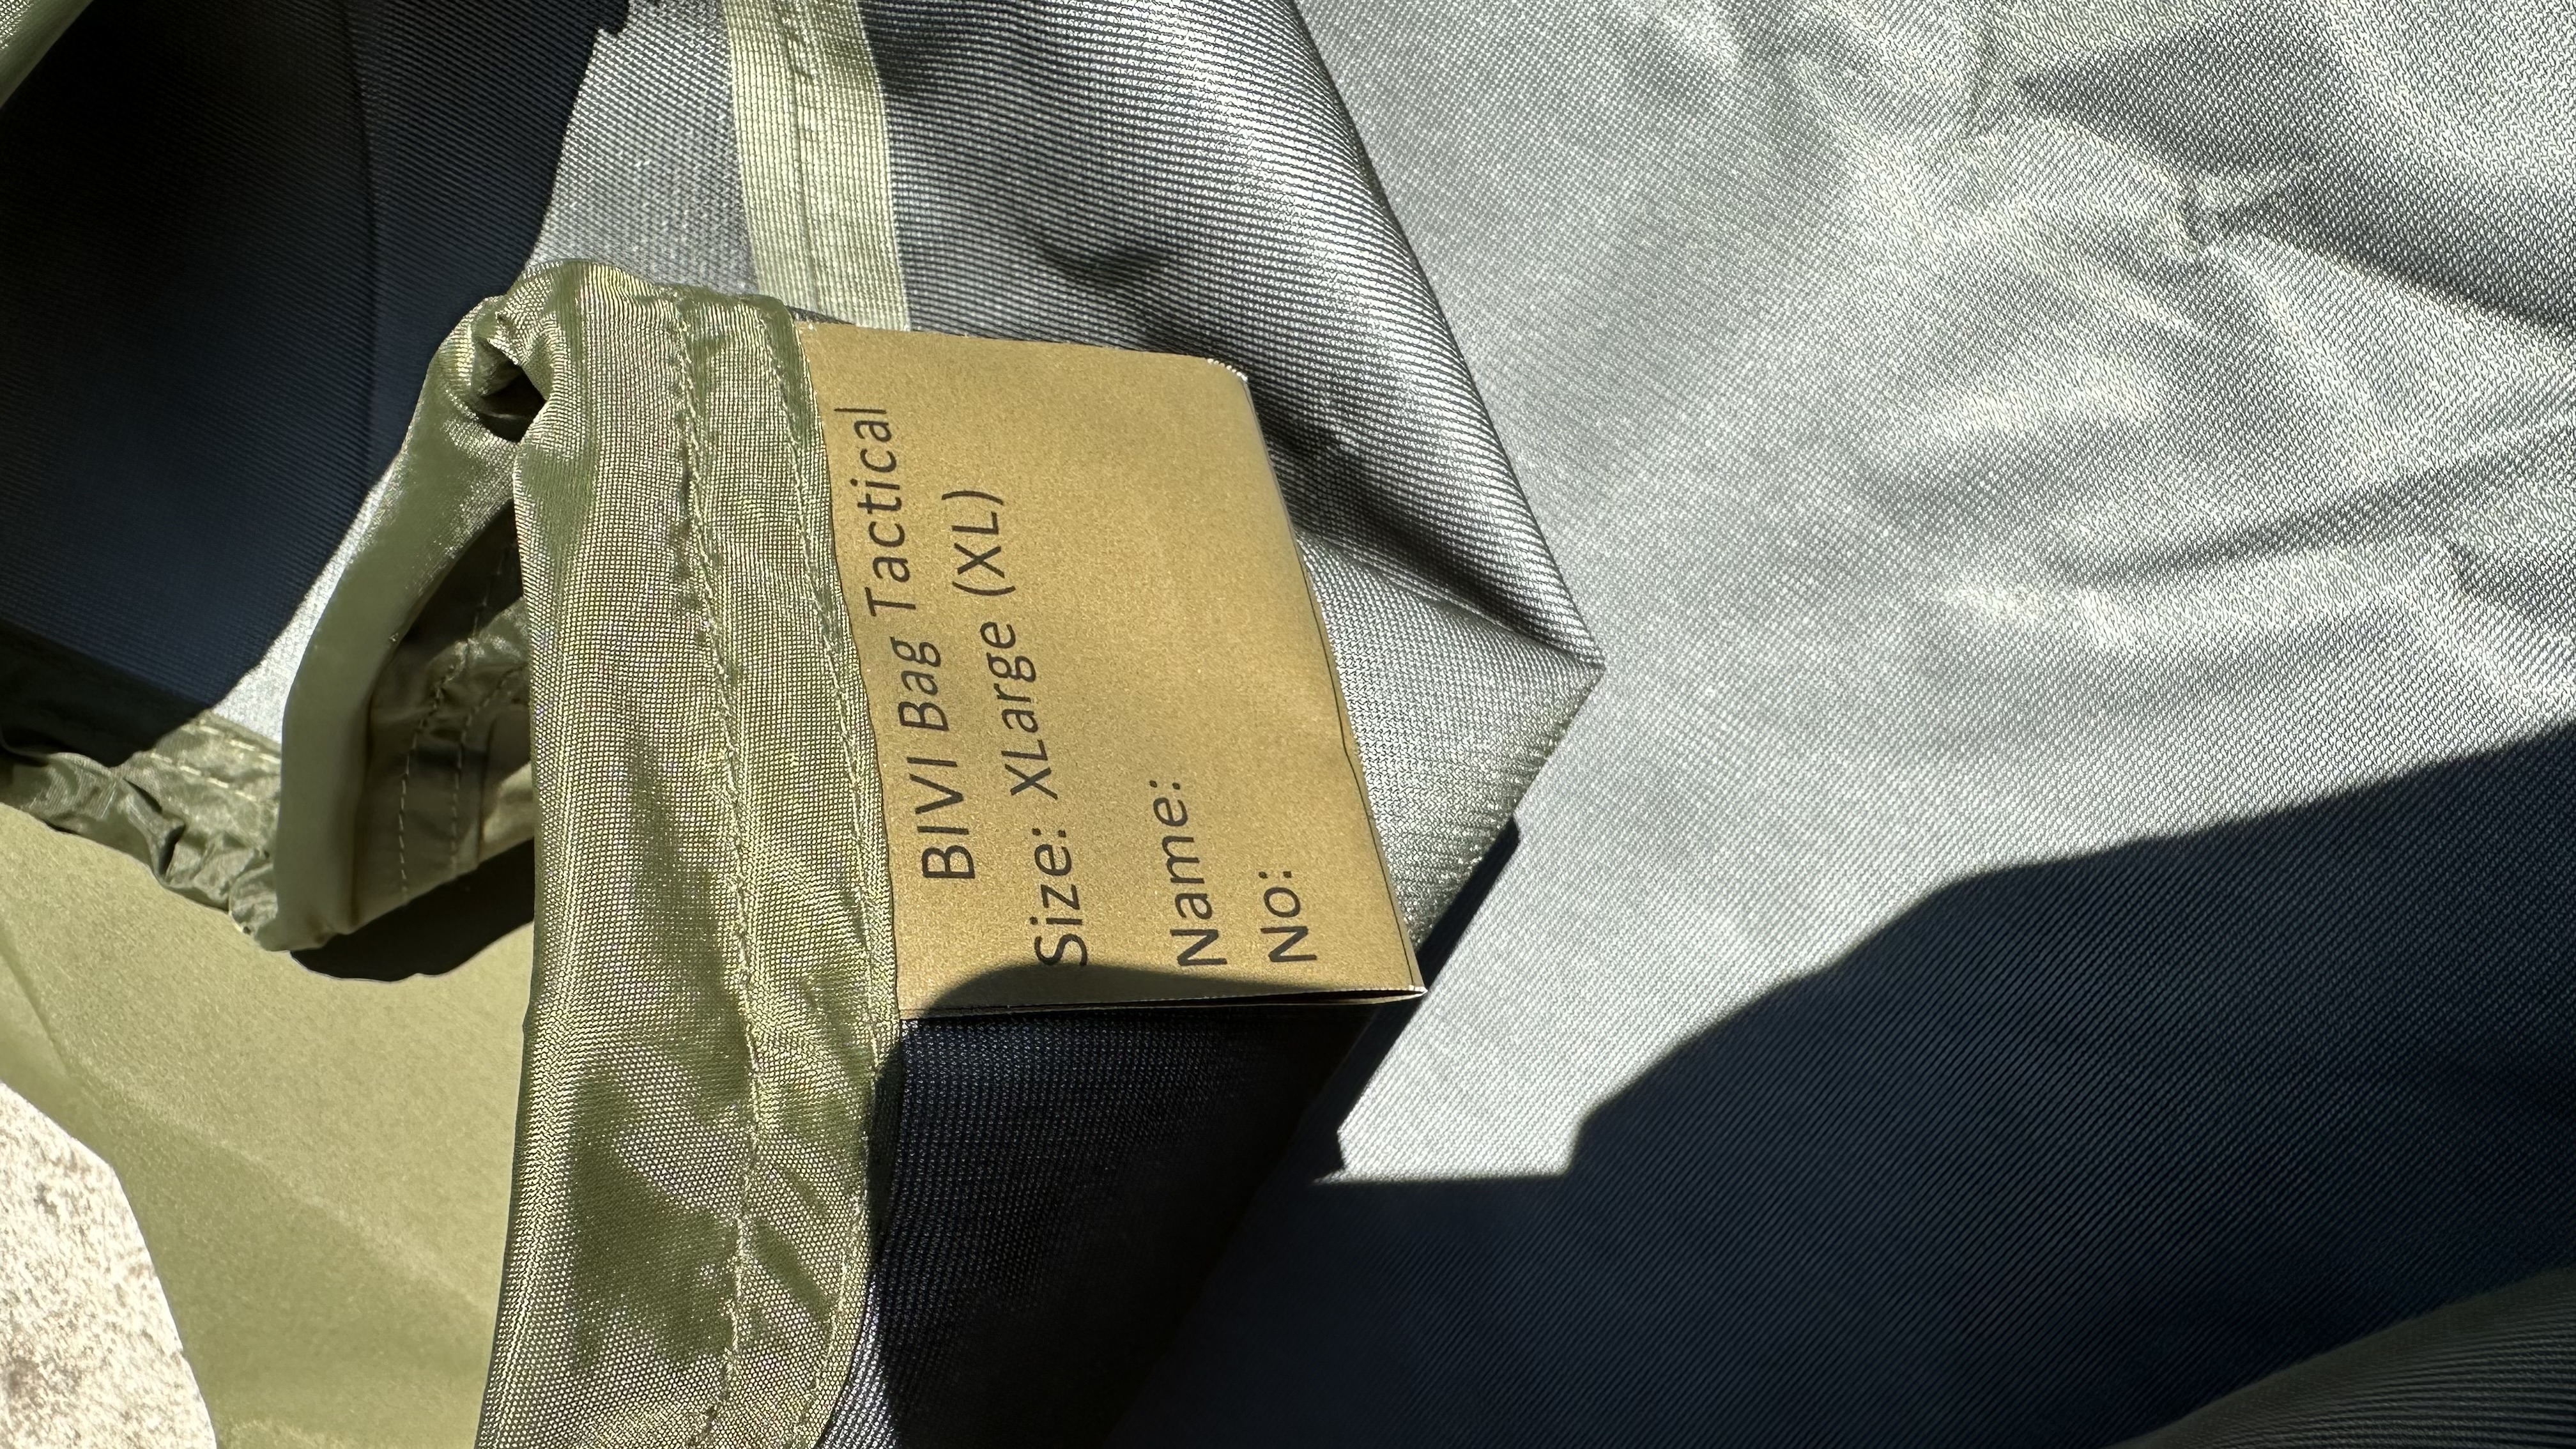 BIVI Bag Tactical
Size: XLarge (XL)
Name:
No: